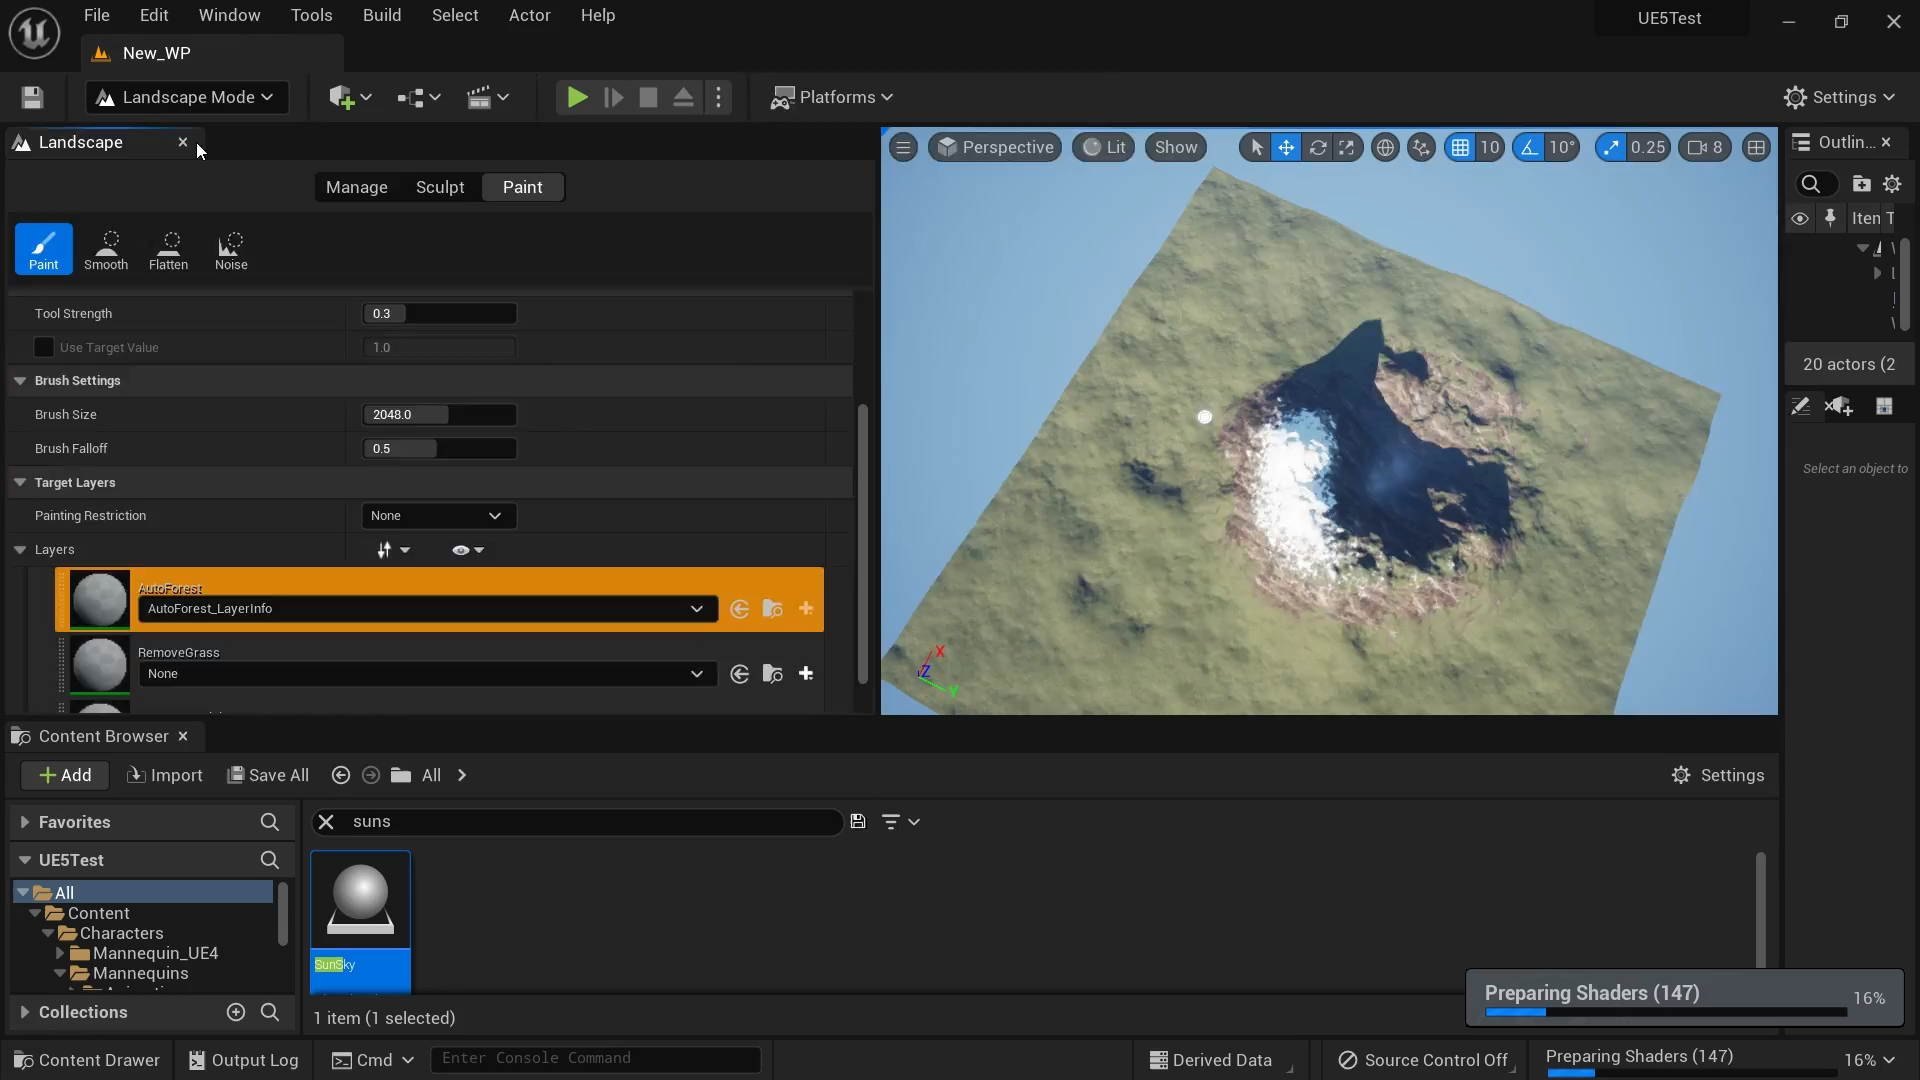 File Edit Window Tools Build Select Actor Help
UE5Test
New_WP
Landscape Mode
Platforms
Settings
Landscape
Perspective Lit Show 10 10° 0.25 8
Outlin...
Manage Sculpt Paint
Iten T
Paint Smooth Flatten Noise
Tool Strength 0.3
Use Target Value 1.0
20 actors (2
Brush Settings
Brush Size 2048.0
Brush Falloff 0.5
Select an object to
Target Layers
Painting Restriction None
Layers
AutoForest
AutoForest_LayerInfo
RemoveGrass
None
X
Z
Y
Content Browser
Add Import Save All All Settings
Favorites
suns
UE5Test
All
Content
Characters
Mannequin_UE4
Mannequins
SunSky
Collections
1 item (1 selected)
Preparing Shaders (147) 16%
Content Drawer Output Log Cmd Enter Console Command Derived Data Source Control Off Preparing Shaders (147) 16%